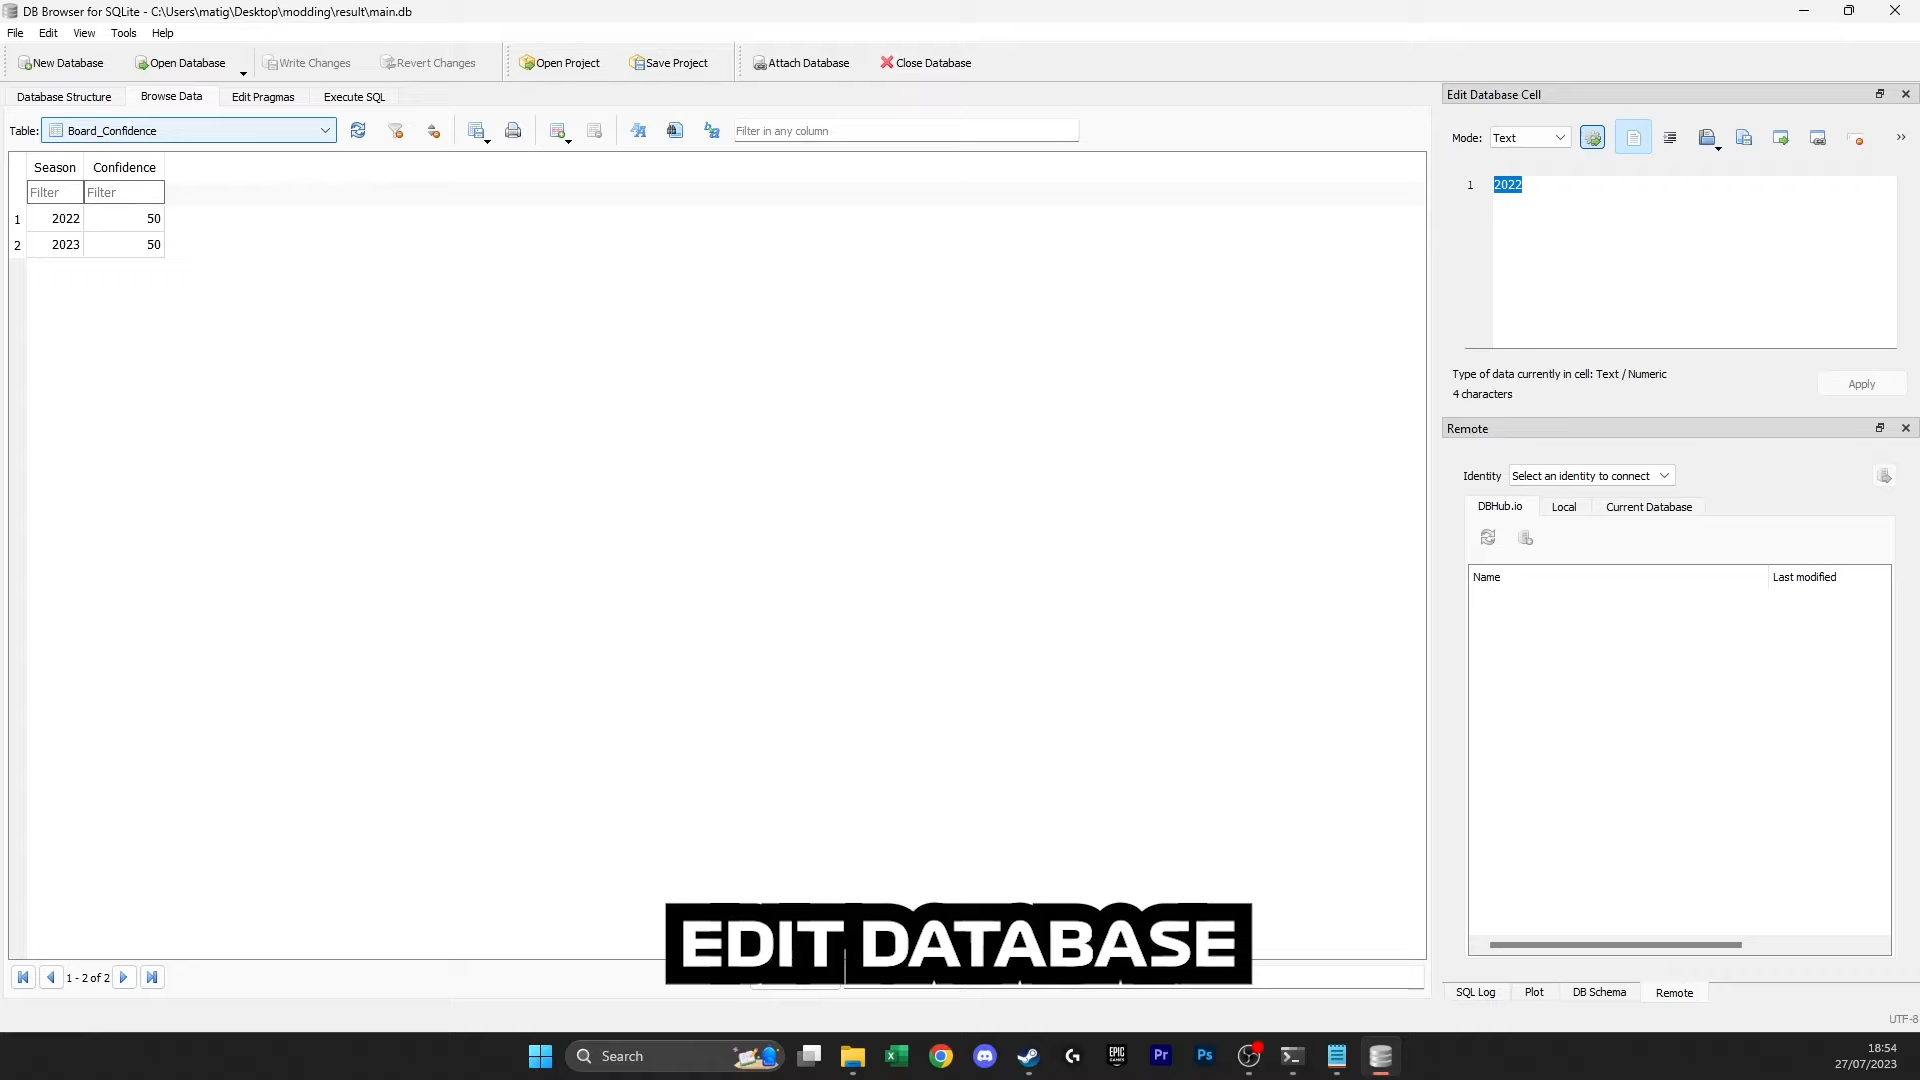 DB Browser for SQLite - C:\Users\matig\Desktop\modding\result\main.db
File Edit View Tools Help
New Database Open Database Write Changes Revert Changes Open Project Save Project Attach Database Close Database
Database Structure Browse Data Edit Pragmas Execute SQL
Table: Board_Confidence Filter in any column
Season Confidence
Filter Filter
1 2022 50
2 2023 50
1 - 2 of 2
Edit Database Cell
Mode: Text
1 2022
Type of data currently in cell: Text / Numeric
4 characters
Apply
Remote
Identity Select an identity to connect
DBHub.io Local Current Database
Name Last modified
SQL Log Plot DB Schema Remote
UTF-8
EDIT DATABASE
Search
EPIC GAMES
Pr
Ps
18:54
27/07/2023